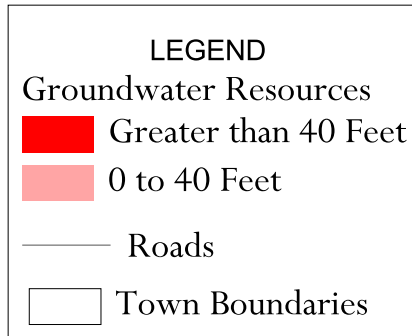 LEGEND
Groundwater Resources
Greater than 40 Feet
0 to 40 Feet
Roads
Town Boundaries